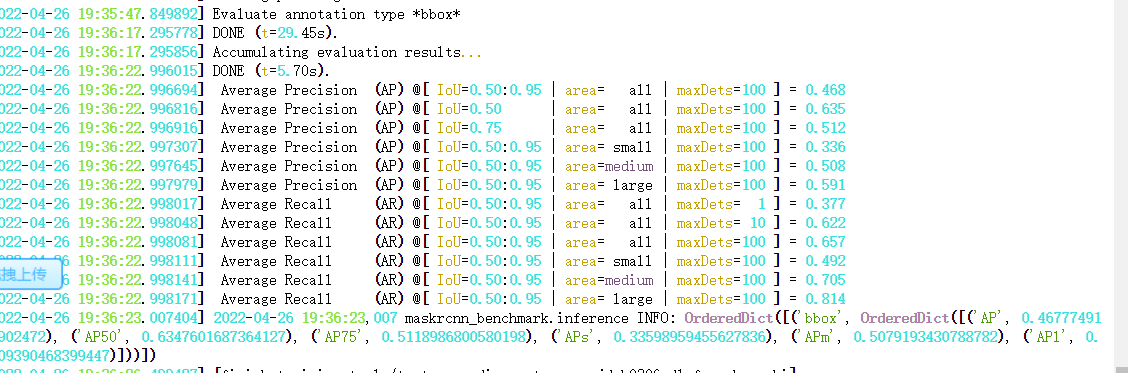 022-04-26 19:35:47.849892] Evaluate annotation type *bbox*
022-04-26 19:36:17.295778] DONE (t=29.45s).
022-04-26 19:36:17.295856] Accumulating evaluation results...
022-04-26 19:36:22.996015] DONE (t=5.70s).
022-04-26 19:36:22.996694] Average Precision (AP) @[ IoU=0.50:0.95 | area= all | maxDets=100 ] = 0.468
022-04-26 19:36:22.996816] Average Precision (AP) @[ IoU=0.50 | area= all | maxDets=100 ] = 0.635
022-04-26 19:36:22.996916] Average Precision (AP) @[ IoU=0.75 | area= all | maxDets=100 ] = 0.512
022-04-26 19:36:22.997307] Average Precision (AP) @[ IoU=0.50:0.95 | area= small | maxDets=100 ] = 0.336
022-04-26 19:36:22.997645] Average Precision (AP) @[ IoU=0.50:0.95 | area=medium | maxDets=100 ] = 0.508
022-04-26 19:36:22.997979] Average Precision (AP) @[ IoU=0.50:0.95 | area= large | maxDets=100 ] = 0.591
022-04-26 19:36:22.998017] Average Recall (AR) @[ IoU=0.50:0.95 | area= all | maxDets= 1 ] = 0.377
022-04-26 19:36:22.998048] Average Recall (AR) @[ IoU=0.50:0.95 | area= all | maxDets= 10 ] = 0.622
022-04-26 19:36:22.998081] Average Recall (AR) @[ IoU=0.50:0.95 | area= all | maxDets=100 ] = 0.657
022-04-26 19:36:22.998111] Average Recall (AR) @[ IoU=0.50:0.95 | area= small | maxDets=100 ] = 0.492
拽上传 19:36:22.998141] Average Recall (AR) @[ IoU=0.50:0.95 | area=medium | maxDets=100 ] = 0.705
022-04-26 19:36:22.998171] Average Recall (AR) @[ IoU=0.50:0.95 | area= large | maxDets=100 ] = 0.814
022-04-26 19:36:23.007404] 2022-04-26 19:36:23,007 maskrcnn_benchmark.inference INFO: OrderedDict([('bbox', OrderedDict([('AP', 0.46777491
902472), ('AP50', 0.6347601687364127), ('AP75', 0.5118986800580198), ('APs', 0.33598959455627836), ('APm', 0.5079193430788782), ('APl', 0.
09390468399447)]))])